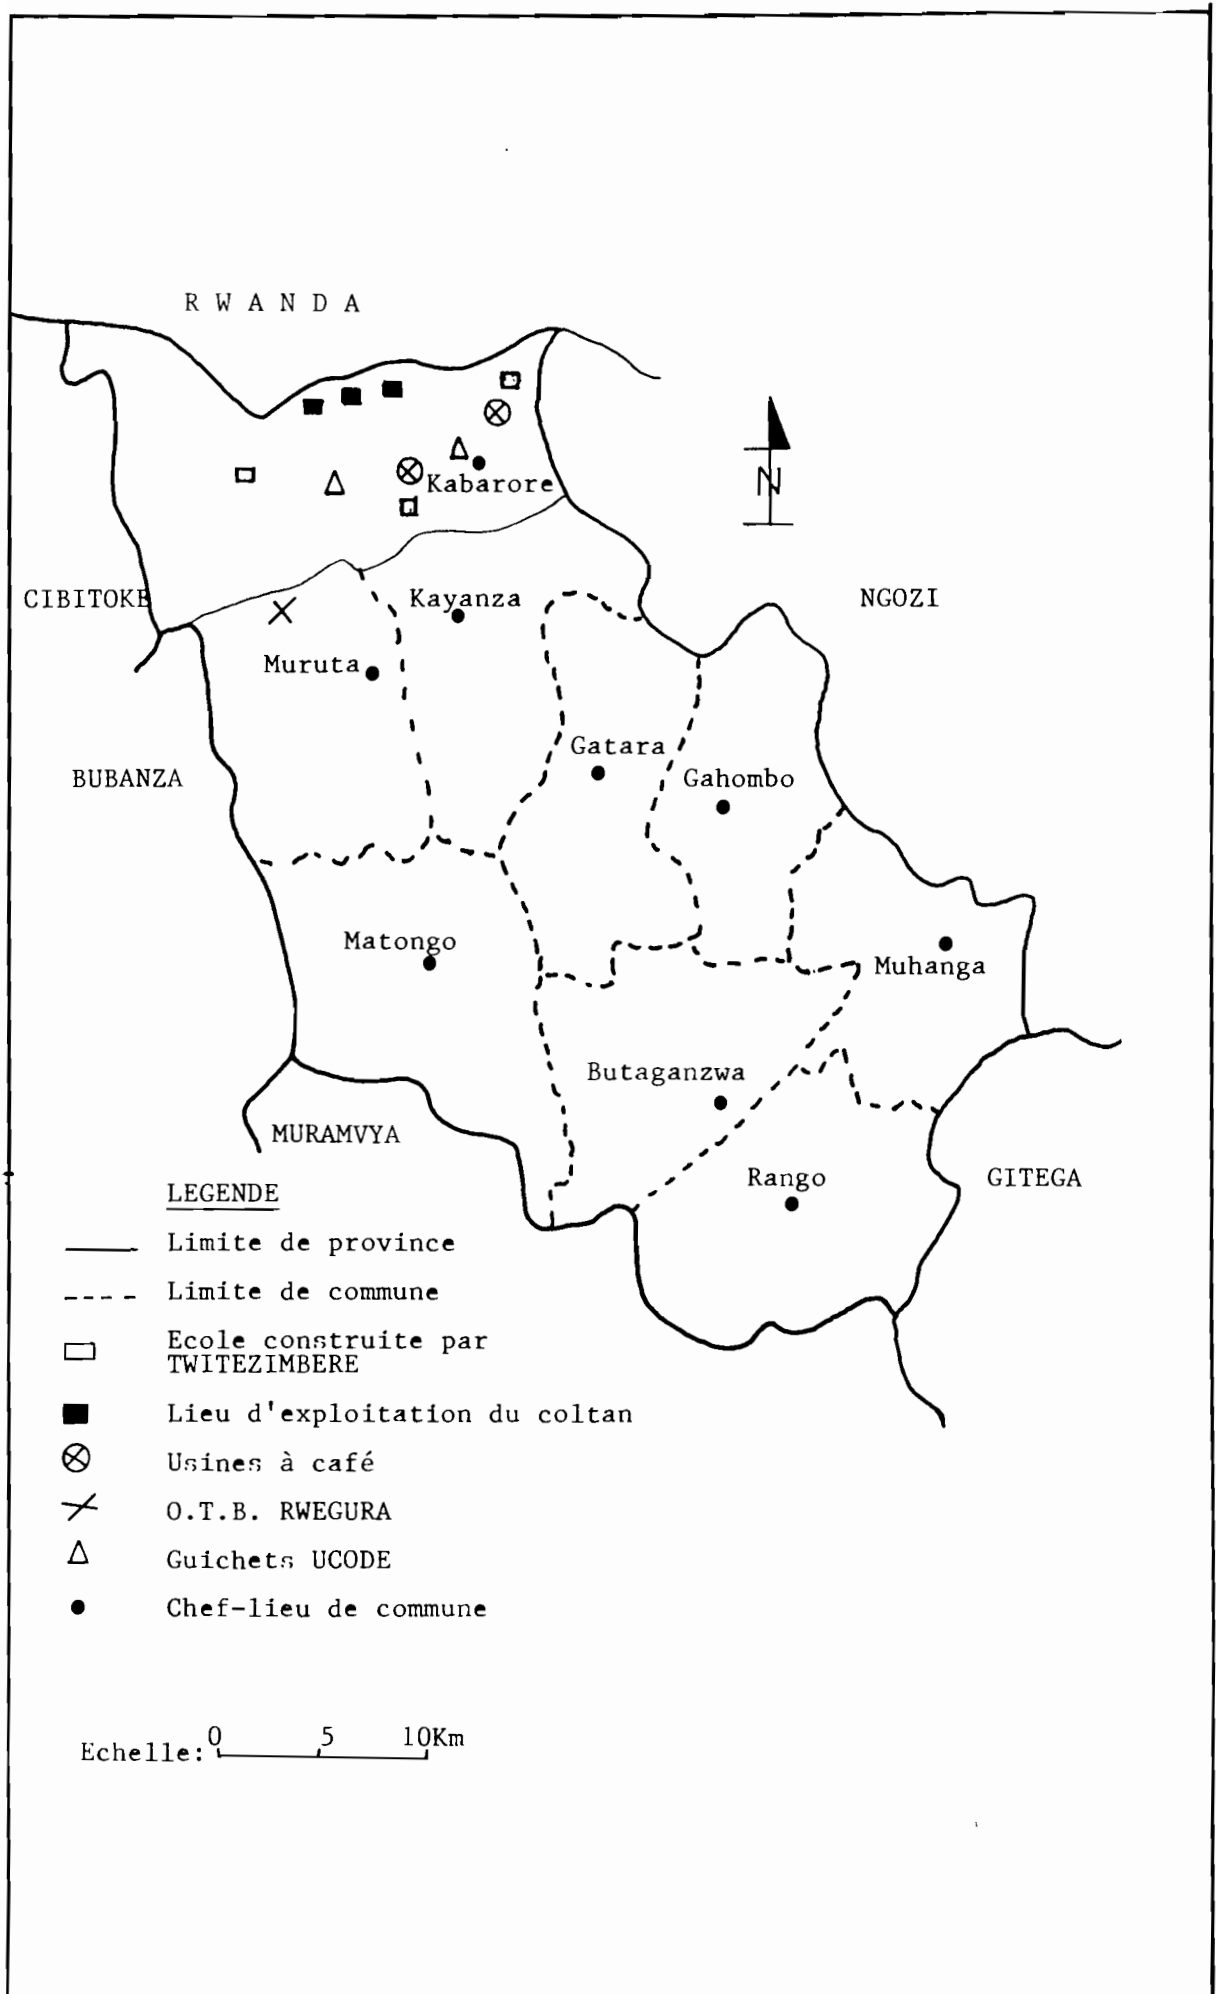 RWANDA
Kabarore
N
CIBITOKE
Kayanza
NGOZI
Muruta
Gatara
BUBANZA
Gahombo
Matongo
Muhanga
Butaganzwa
MURAMVYA
Rango
GITEGA
LEGENDE
Limite de province
Limite de commune
Ecole construite par
TWITEZIMBERE
Lieu d'exploitation du coltan
Usines à café
O.T.B. RWEGURA
Guichets UCODE
Chef-lieu de commune
Echelle: 0 5 10Km